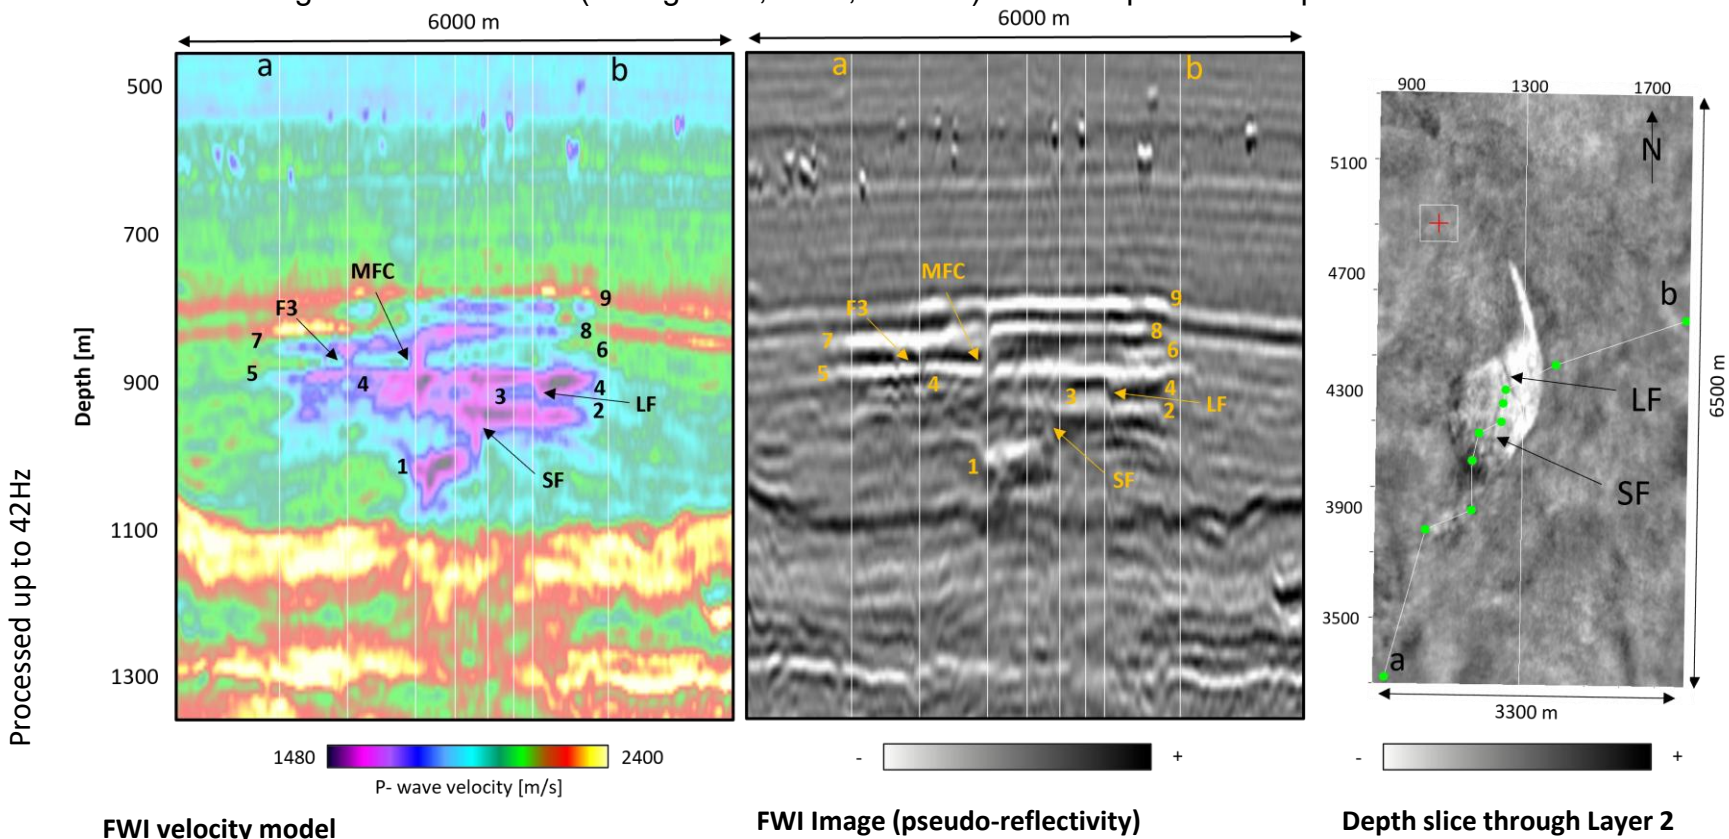 6000 m
6000 m
a
b
500
700
MFC
F3
9
8
7
6
5
4
4
3
2
LF
1
SF
900
1100
1300
Depth [m]
Processed up to 42Hz
1480
2400
P- wave velocity [m/s]
FWI velocity model
a
b
MFC
F3
9
8
7
6
5
4
4
3
2
LF
1
SF
-
+
FWI Image (pseudo-reflectivity)
900
1300
1700
N
5100
4700
4300
3900
3500
b
LF
SF
a
6500 m
3300 m
-
+
Depth slice through Layer 2